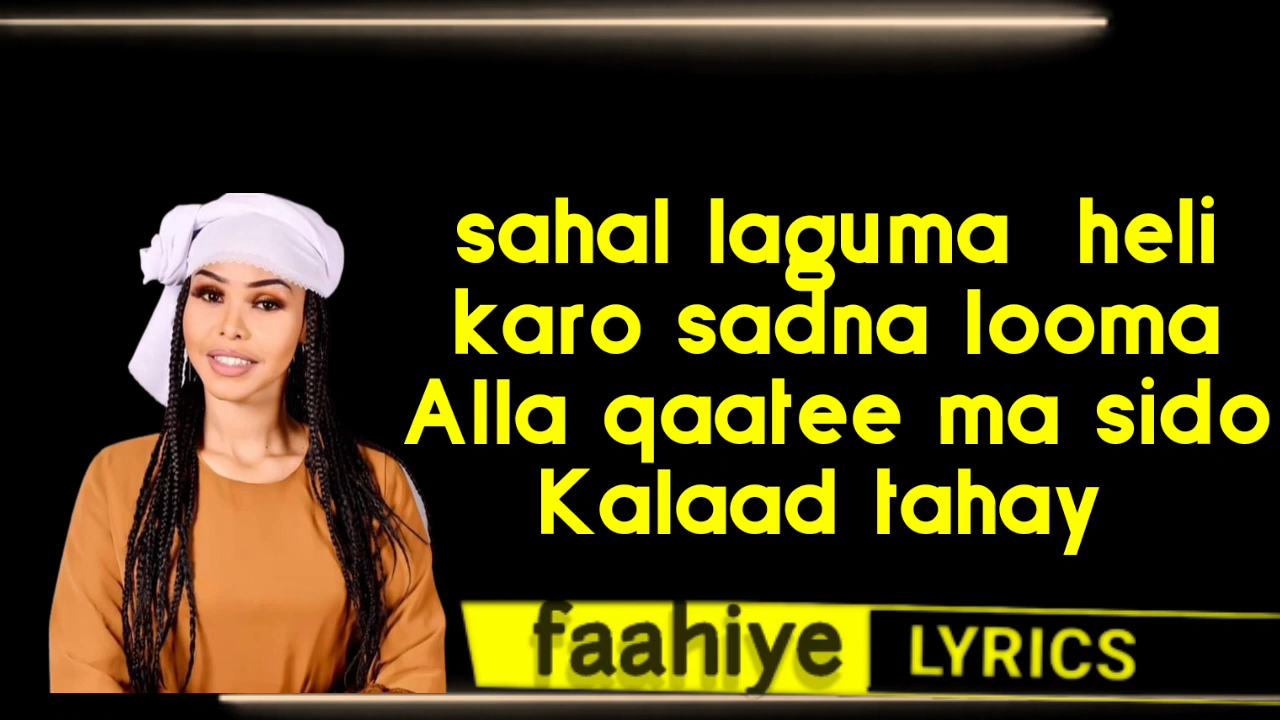 sahal laguma heli
karo sadna looma
Alla qaatee ma sido
Kalaad tahay
faahiye LYRICS